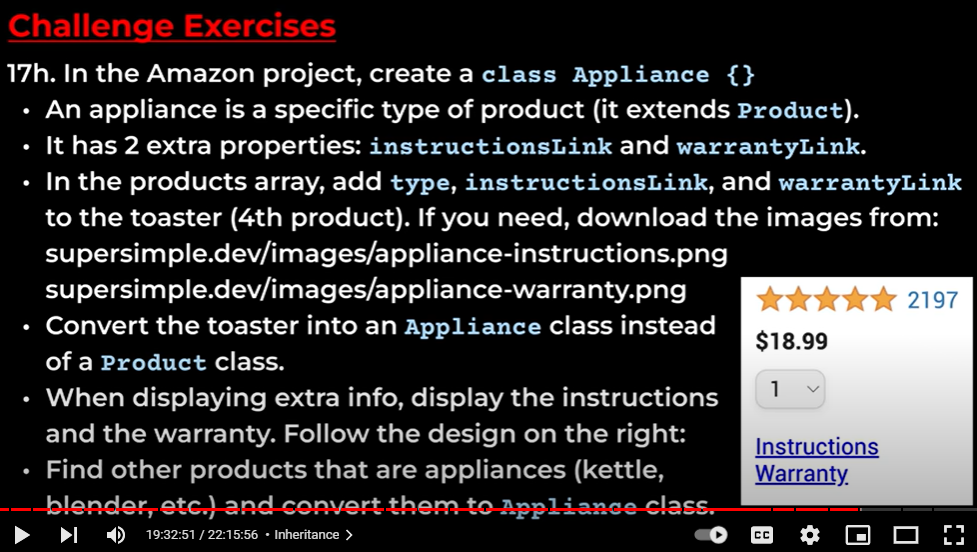 Challenge Exercises
17h. In the Amazon project, create a class Appliance {}
• An appliance is a specific type of product (it extends Product).
• It has 2 extra properties: instructionsLink and warrantyLink.
• In the products array, add type, instructionsLink, and warrantyLink
to the toaster (4th product). If you need, download the images from:
supersimple.dev/images/appliance-instructions.png
supersimple.dev/images/appliance-warranty.png
• Convert the toaster into an Appliance class instead
of a Product class.
• When displaying extra info, display the instructions
and the warranty. Follow the design on the right:
• Find other products that are appliances (kettle,
blender, etc.) and convert them to Appliance class.
2197
$18.99
1
Instructions
Warranty
19:32:51 / 22:15:56 • Inheritance
CC